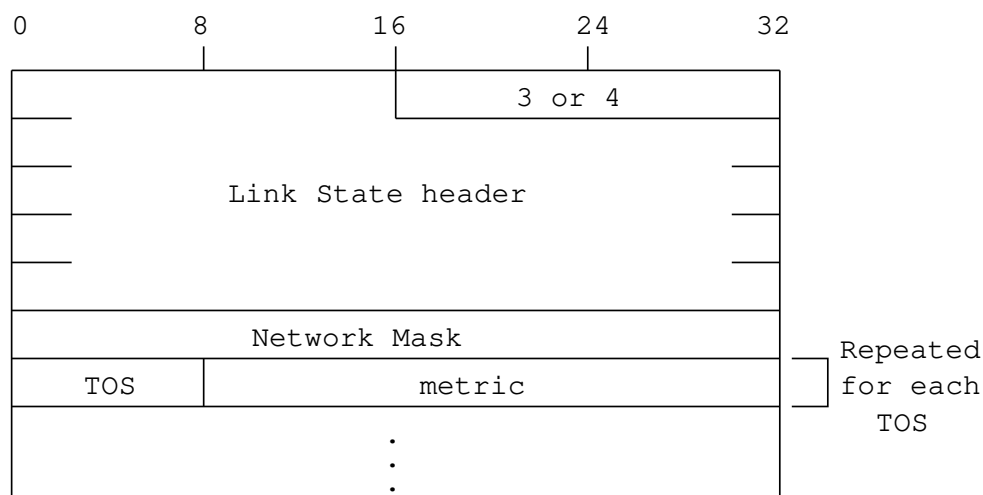 0 8 16 24 32
3 or 4
Link State header
Network Mask
Repeated
TOS metric for each
TOS
.
.
.